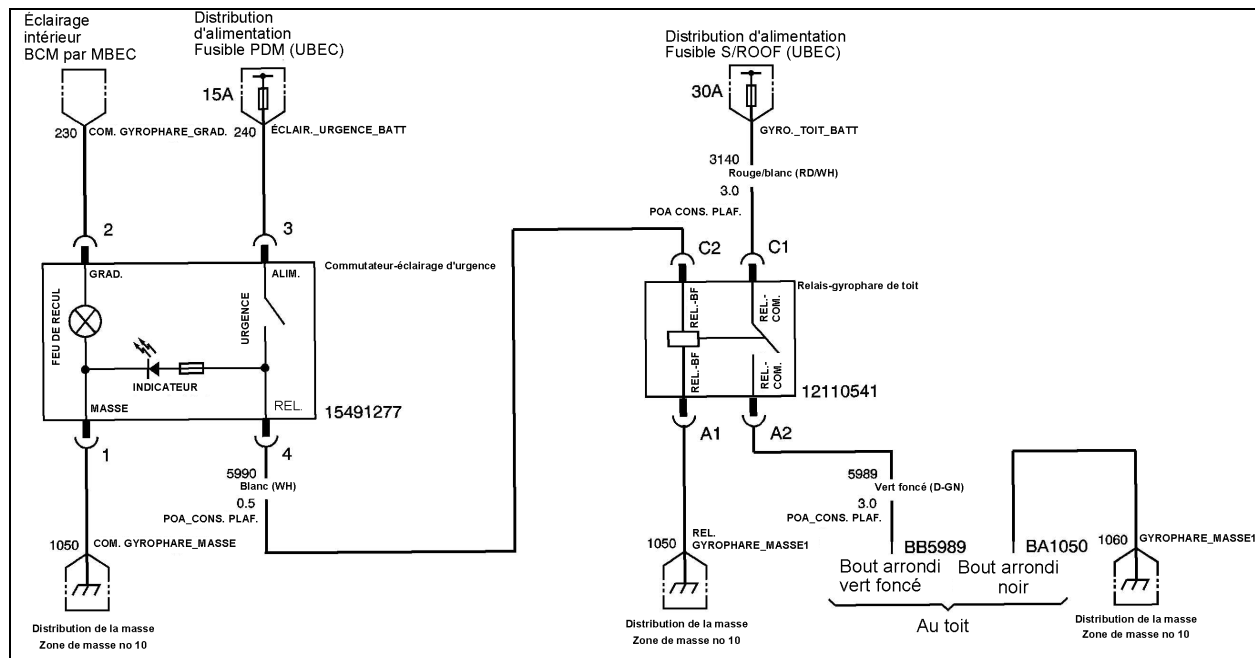 Éclairage
intérieur
BCM par MBEC
Distribution
d'alimentation
Fusible PDM (UBEC)
15A
230
COM. GYROPHARE_GRAD.
240
ÉCLAIR._URGENCE_BATT
Distribution d'alimentation
Fusible S/ROOF (UBEC)
30A
GYRO._TOIT_BATT
3140
Rouge/blanc (RD/WH)
3.0
POA CONS. PLAF.
2
3
C2
C1
GRAD.
ALIM.
Commutateur-éclairage d'urgence
FEU DE RECUL
URGENCE
INDICATEUR
MASSE
REL.
15491277
Relais-gyrophare de toit
REL.-BF
REL.-
COM.
REL.-BF
REL.-
COM.
12110541
1
4
A1
A2
5990
Blanc (WH)
0.5
POA_CONS. PLAF.
5989
Vert foncé (D-GN)
3.0
POA_CONS. PLAF.
1050
COM. GYROPHARE_MASSE
1050
REL.
GYROPHARE_MASSE1
BB5989
Bout arrondi
vert foncé
BA1050
Bout arrondi
noir
1060
GYROPHARE_MASSE1
Au toit
Distribution de la masse
Zone de masse no 10
Distribution de la masse
Zone de masse no 10
Distribution de la masse
Zone de masse no 10